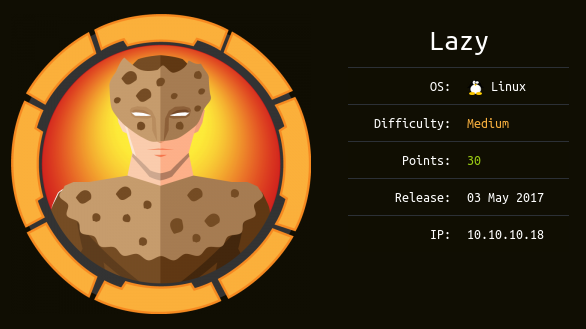 Lazy
OS: Linux
Difficulty: Medium
Points: 30
Release: 03 May 2017
IP: 10.10.10.18